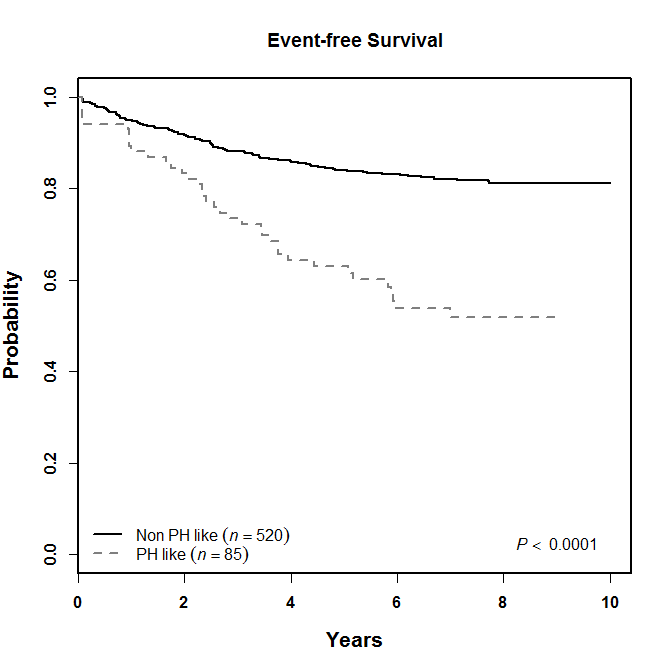 Event-free Survival
Probability
1.0
0.8
0.6
0.4
0.2
0.0
Non PH like (n = 520)
PH like (n = 85)
P < 0.0001
0 2 4 6 8 10
Years